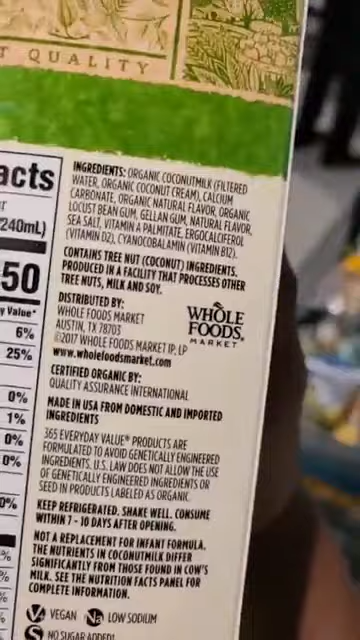 T QUALITY
acts
240mL)
50
y Value*
6%
25%
0%
1%
0%
0%
0%
INGREDIENTS: ORGANIC COCONUTMILK (FILTERED
WATER, ORGANIC COCONUT CREAM), CALCIUM
CARBONATE, ORGANIC NATURAL FLAVOR, ORGANIC
LOCUST BEAN GUM, GELLAN GUM, NATURAL FLAVOR,
SEA SALT, VITAMIN A PALMITATE, ERGOCALCIFEROL
(VITAMIN D2), CYANOCOBALAMIN (VITAMIN B12).
CONTAINS TREE NUT (COCONUT) INGREDIENTS.
PRODUCED IN A FACILITY THAT PROCESSES OTHER
TREE NUTS, MILK AND SOY.
DISTRIBUTED BY:
WHOLE FOODS MARKET
AUSTIN, TX 78703
©2017 WHOLE FOODS MARKET IP, LP
www.wholefoodsmarket.com
WHOLE
FOODS
MARKET
CERTIFIED ORGANIC BY:
QUALITY ASSURANCE INTERNATIONAL
MADE IN USA FROM DOMESTIC AND IMPORTED
INGREDIENTS
365 EVERYDAY VALUE® PRODUCTS ARE
FORMULATED TO AVOID GENETICALLY ENGINEERED
INGREDIENTS. U.S. LAW DOES NOT ALLOW THE USE
OF GENETICALLY ENGINEERED INGREDIENTS OR
SEED IN PRODUCTS LABELED AS ORGANIC.
KEEP REFRIGERATED. SHAKE WELL. CONSUME
WITHIN 7 - 10 DAYS AFTER OPENING.
NOT A REPLACEMENT FOR INFANT FORMULA.
THE NUTRIENTS IN COCONUTMILK DIFFER
SIGNIFICANTLY FROM THOSE FOUND IN COW'S
MILK. SEE THE NUTRITION FACTS PANEL FOR
COMPLETE INFORMATION.
VEGAN LOW SODIUM
NO SUGAR ADDED